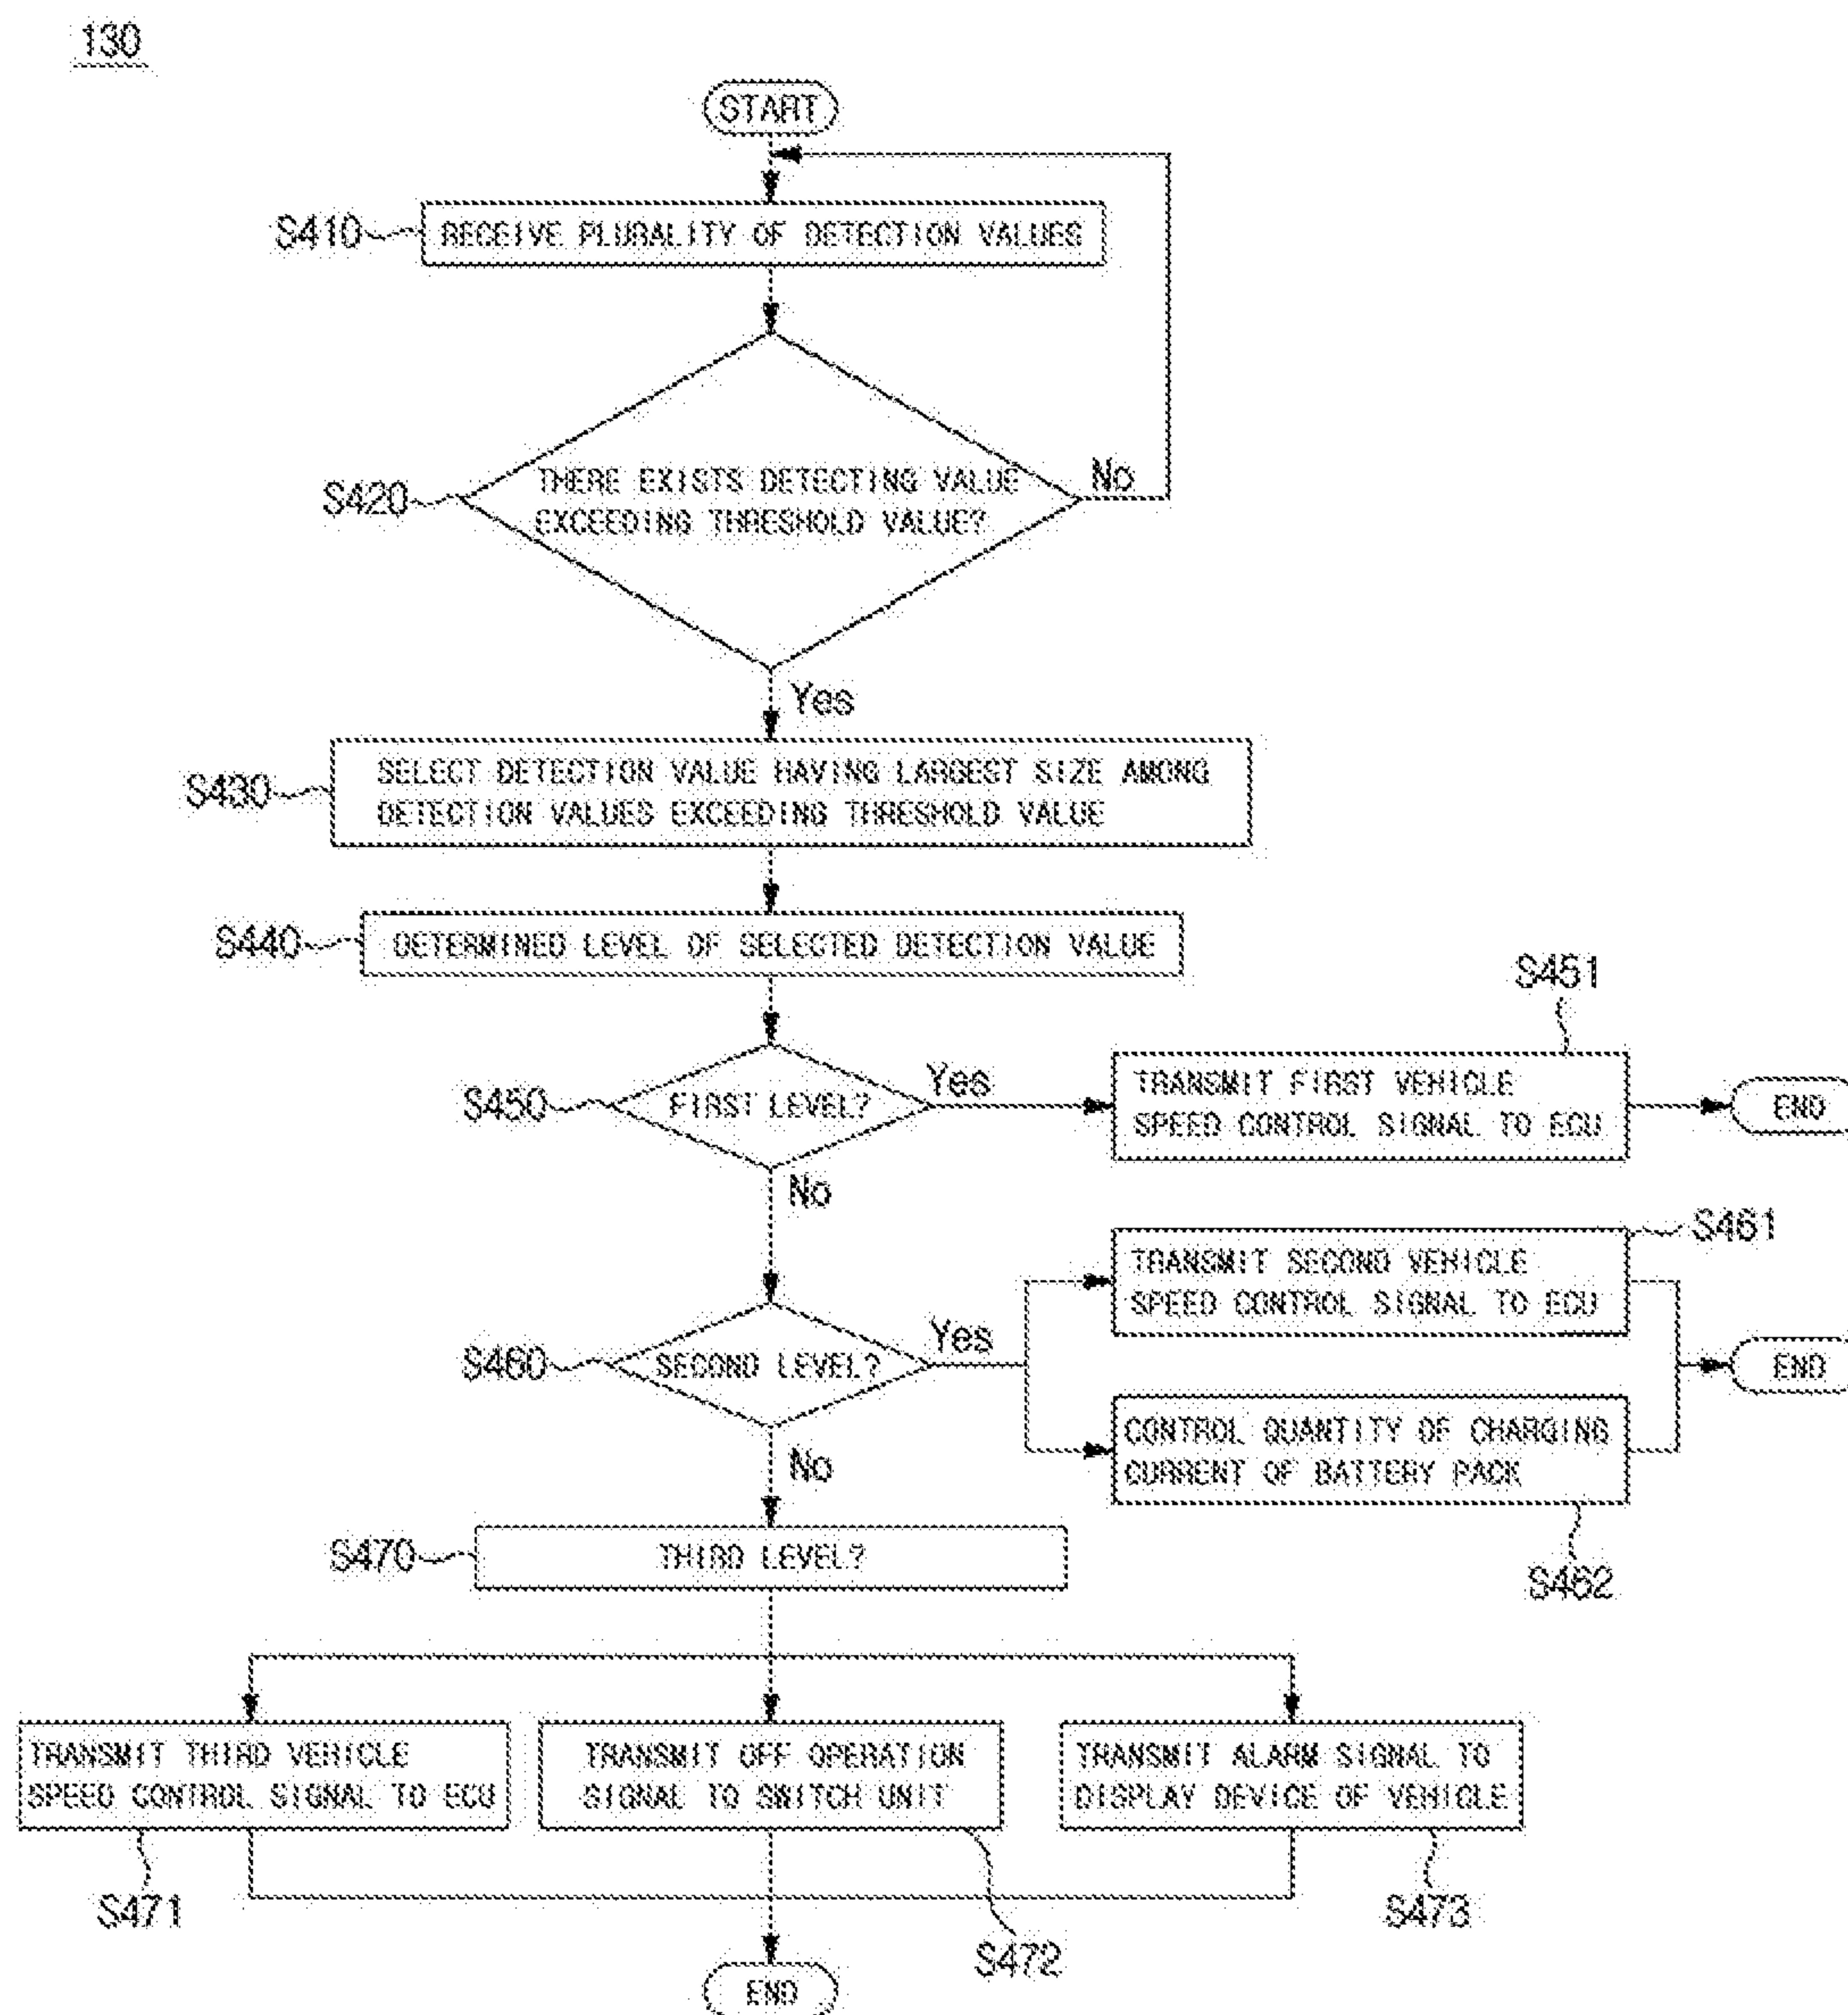 130
START
S410
RECEIVE PLURALITY OF DETECTION VALUES
S420
THERE EXISTS DETECTING VALUE
EXCEEDING THRESHOLD VALUE?
No
Yes
S430
SELECT DETECTION VALUE HAVING LARGEST SIZE AMONG
DETECTION VALUES EXCEEDING THRESHOLD VALUE
S440
DETERMINED LEVEL OF SELECTED DETECTION VALUE
S451
S450
FIRST LEVEL?
Yes
TRANSMIT FIRST VEHICLE
SPEED CONTROL SIGNAL TO ECU
END
No
S461
TRANSMIT SECOND VEHICLE
SPEED CONTROL SIGNAL TO ECU
S460
SECOND LEVEL?
Yes
END
CONTROL QUANTITY OF CHARGING
CURRENT OF BATTERY PACK
No
S462
S470
THIRD LEVEL?
TRANSMIT THIRD VEHICLE
SPEED CONTROL SIGNAL TO ECU
TRANSMIT OFF OPERATION
SIGNAL TO SWITCH UNIT
TRANSMIT ALARM SIGNAL TO
DISPLAY DEVICE OF VEHICLE
S471
S472
S473
END